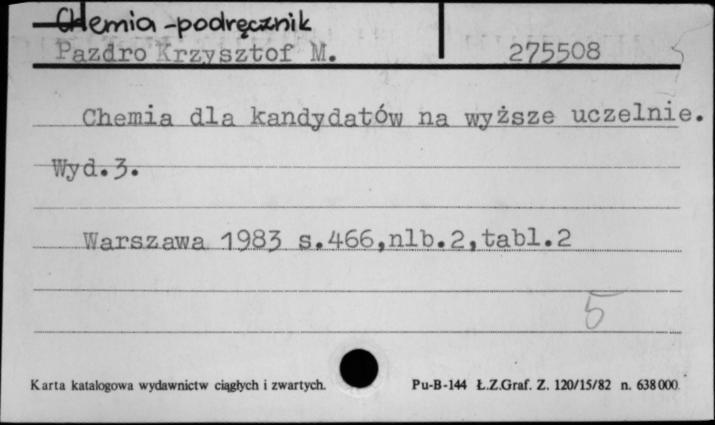 Chemia - podręcznik
Pazdro Krzysztof M. 275508
Chemia dla kandydatów na wyższe uczelnie.
Wyd.3.
Warszawa 1983 s.466,nlb.2,tabl.2
5
Karta katalogowa wydawnictw ciągłych i zwartych. Pu-B-144 Ł.Z.Graf. Z. 120/15/82 n. 638000